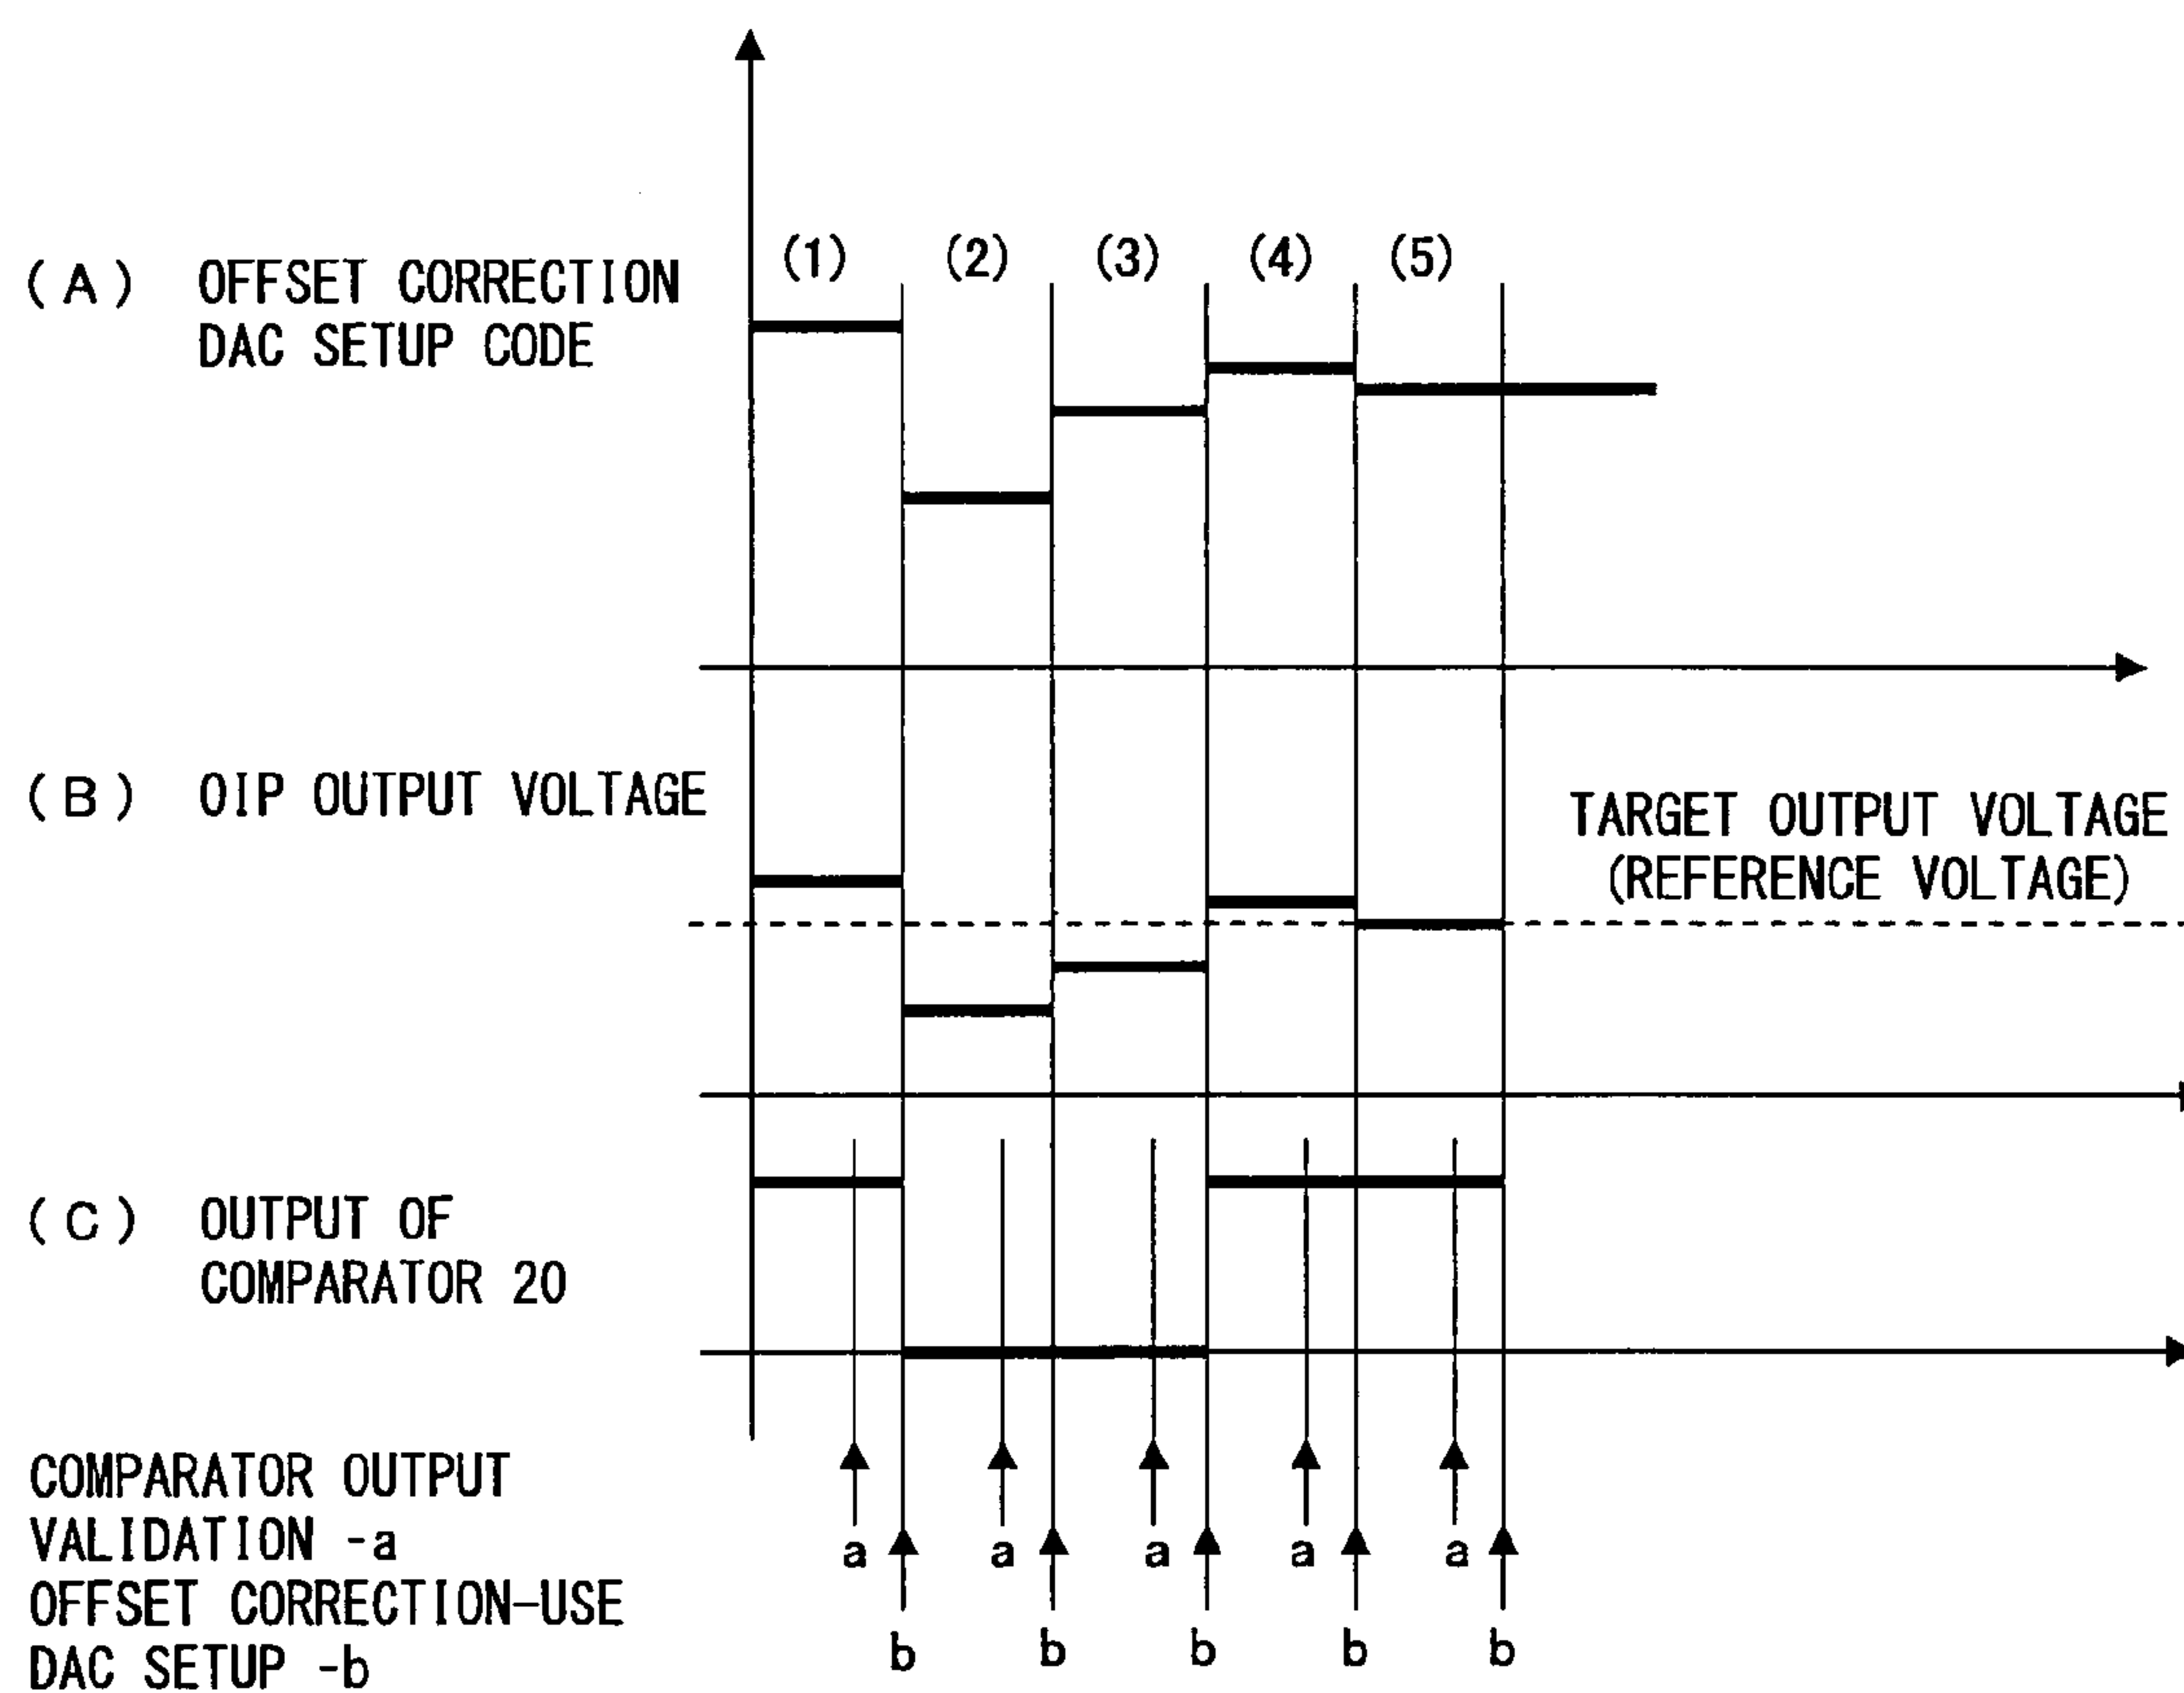 (1) (2) (3) (4) (5)
(A) OFFSET CORRECTION
DAC SETUP CODE
(B) OIP OUTPUT VOLTAGE
TARGET OUTPUT VOLTAGE
(REFERENCE VOLTAGE)
(C) OUTPUT OF
COMPARATOR 20
COMPARATOR OUTPUT
VALIDATION -a
a a a a a
OFFSET CORRECTION-USE
DAC SETUP -b
b b b b b